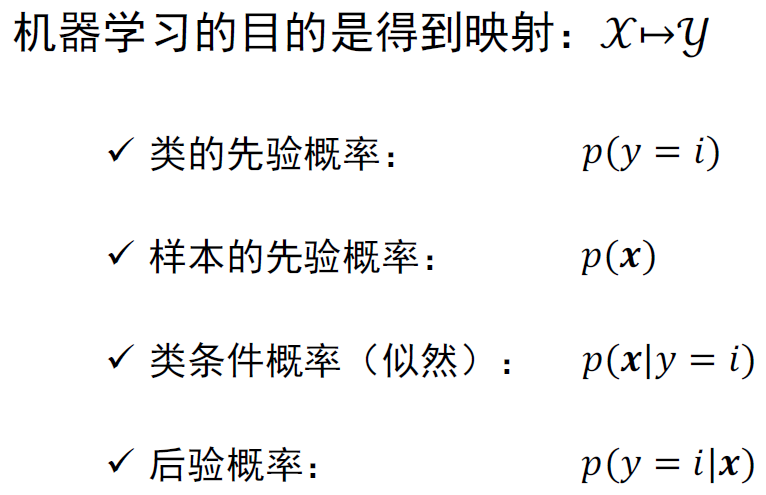 机器学习的目的是得到映射：𝒳↦𝒴
✓ 类的先验概率： p(y = i)
✓ 样本的先验概率： p(𝒙)
✓ 类条件概率（似然）： p(𝒙|y = i)
✓ 后验概率： p(y = i|𝒙)